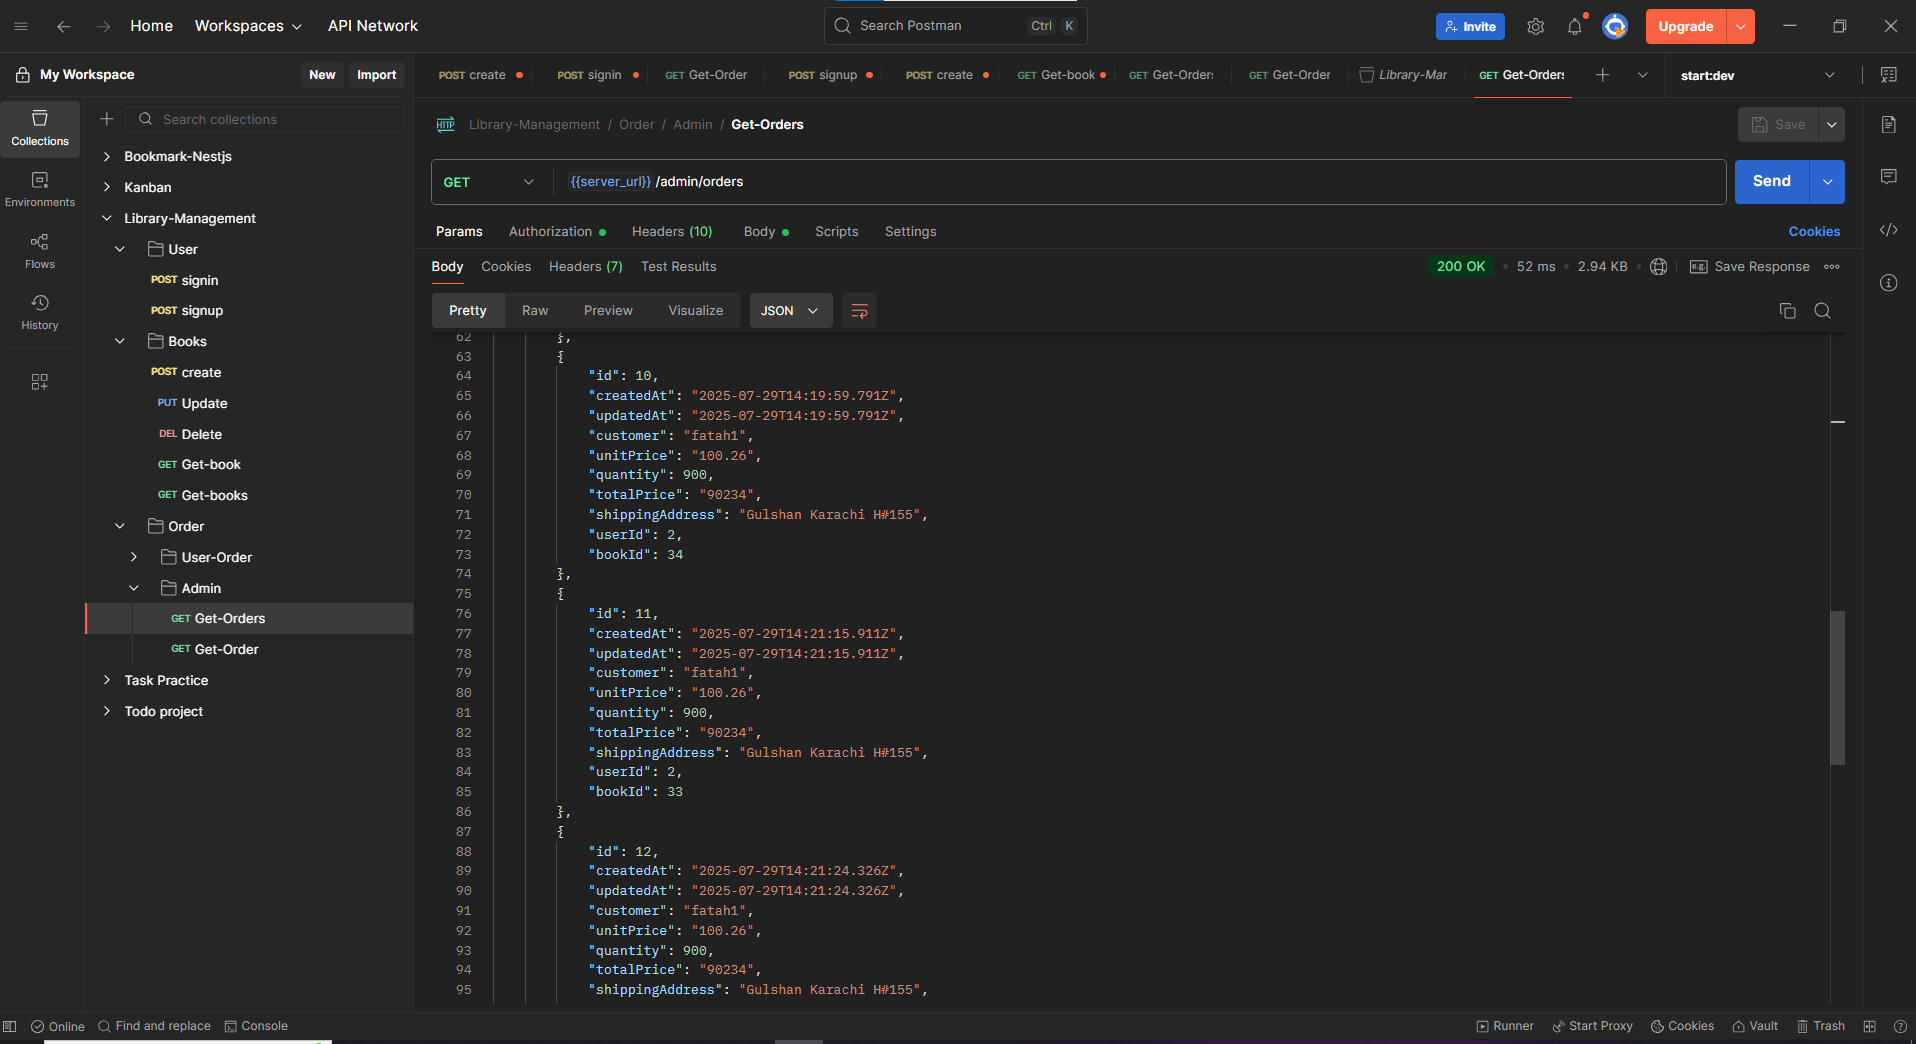 Home Workspaces API Network Search Postman Ctrl K Invite Upgrade
My Workspace New Import POST create POST signin GET Get-Order POST signup POST create GET Get-book GET Get-Orders GET Get-Order Library-Mar GET Get-Orders start:dev
Search collections
Collections
Environments
Flows
History
Bookmark-Nestjs
Kanban
Library-Management
User
POST signin
POST signup
Books
POST create
PUT Update
DEL Delete
GET Get-book
GET Get-books
Order
User-Order
Admin
GET Get-Orders
GET Get-Order
Task Practice
Todo project
HTTP Library-Management / Order / Admin / Get-Orders Save
GET {{server_url}} /admin/orders Send
Params Authorization Headers (10) Body Scripts Settings Cookies
Body Cookies Headers (7) Test Results 200 OK 52 ms 2.94 KB e.g. Save Response
Pretty Raw Preview Visualize JSON
62 },
63 {
64 "id": 10,
65 "createdAt": "2025-07-29T14:19:59.791Z",
66 "updatedAt": "2025-07-29T14:19:59.791Z",
67 "customer": "fatah1",
68 "unitPrice": "100.26",
69 "quantity": 900,
70 "totalPrice": "90234",
71 "shippingAddress": "Gulshan Karachi H#155",
72 "userId": 2,
73 "bookId": 34
74 },
75 {
76 "id": 11,
77 "createdAt": "2025-07-29T14:21:15.911Z",
78 "updatedAt": "2025-07-29T14:21:15.911Z",
79 "customer": "fatah1",
80 "unitPrice": "100.26",
81 "quantity": 900,
82 "totalPrice": "90234",
83 "shippingAddress": "Gulshan Karachi H#155",
84 "userId": 2,
85 "bookId": 33
86 },
87 {
88 "id": 12,
89 "createdAt": "2025-07-29T14:21:24.326Z",
90 "updatedAt": "2025-07-29T14:21:24.326Z",
91 "customer": "fatah1",
92 "unitPrice": "100.26",
93 "quantity": 900,
94 "totalPrice": "90234",
95 "shippingAddress": "Gulshan Karachi H#155",
Online Find and replace Console Runner Start Proxy Cookies Vault Trash